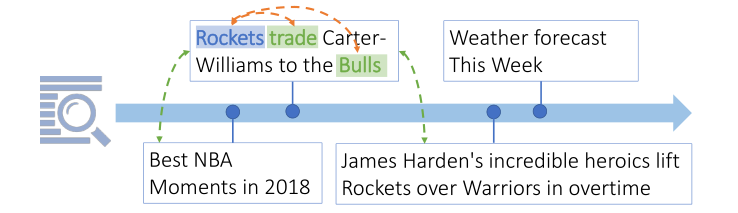 Rockets trade Carter-
Williams to the Bulls
Weather forecast
This Week
Best NBA
Moments in 2018
James Harden's incredible heroics lift
Rockets over Warriors in overtime